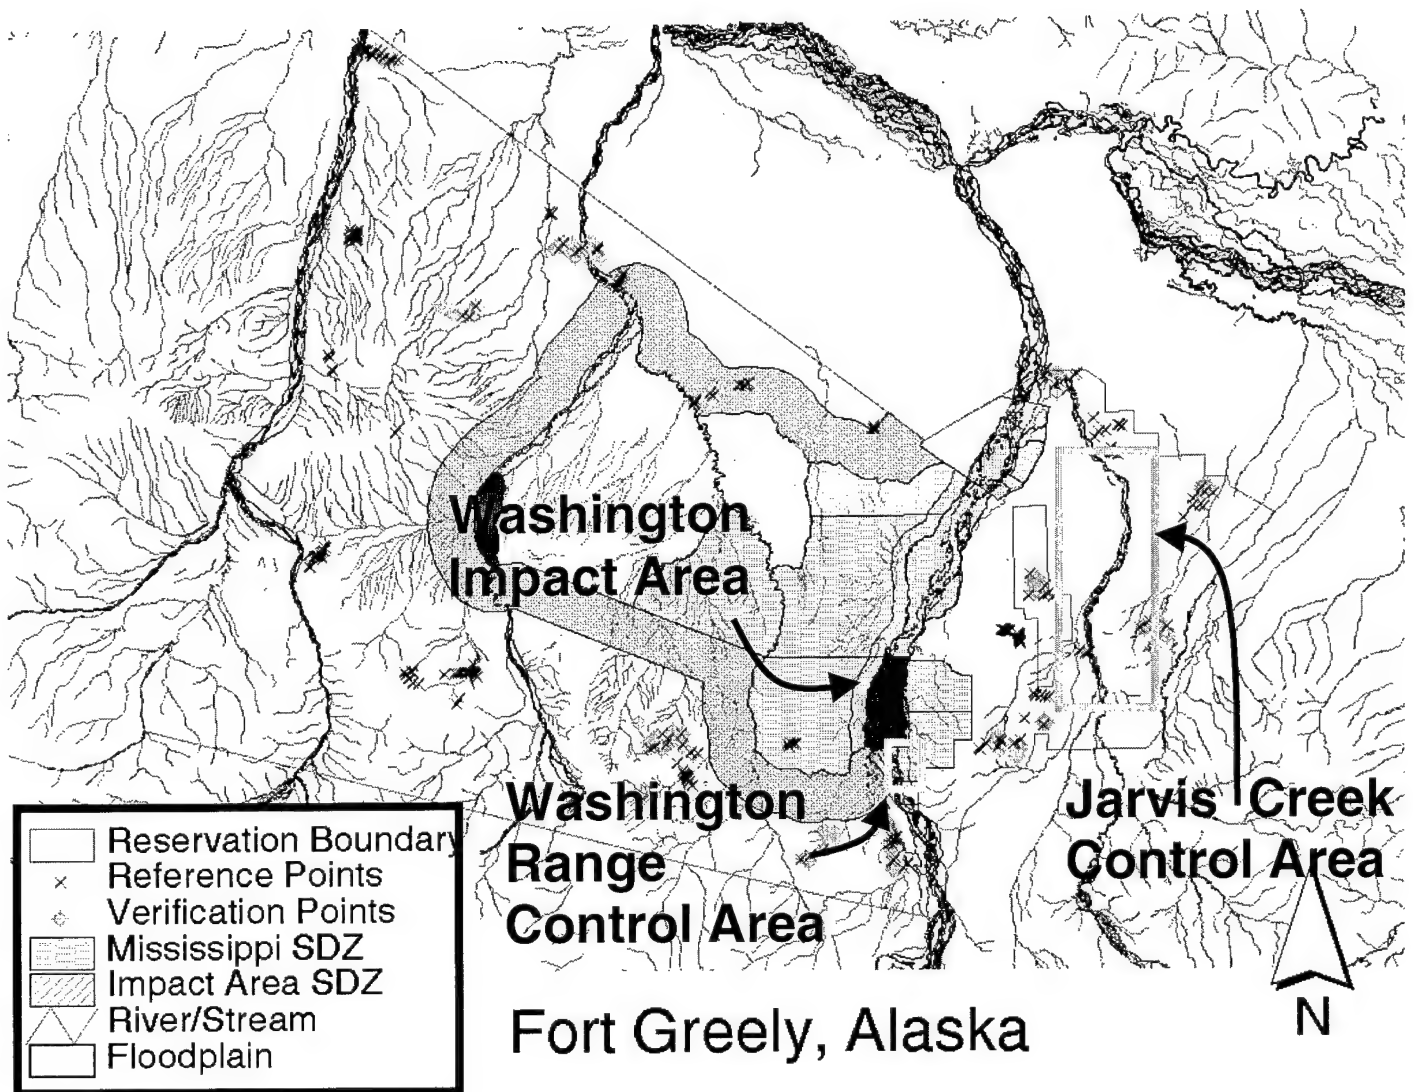 Washington
Impact Area
Washington
Range
Control Area
Jarvis Creek
Control Area
Reservation Boundary
Reference Points
Verification Points
Mississippi SDZ
Impact Area SDZ
River/Stream
Floodplain
Fort Greely, Alaska
N